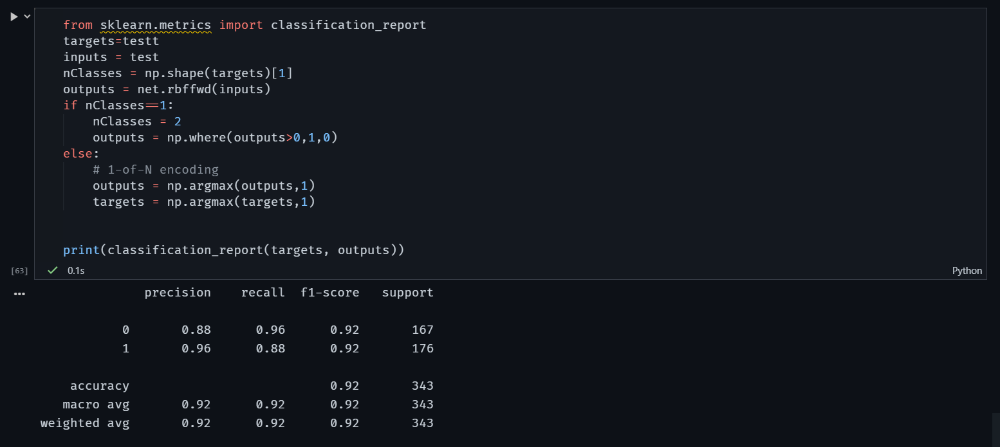 from sklearn.metrics import classification_report
targets=testt
inputs = test
nClasses = np.shape(targets)[1]
outputs = net.rbffwd(inputs)
if nClasses==1:
    nClasses = 2
    outputs = np.where(outputs>0,1,0)
else:
    # 1-of-N encoding
    outputs = np.argmax(outputs,1)
    targets = np.argmax(targets,1)
print(classification_report(targets, outputs))
[63] 0.1s Python
precision recall f1-score support
0 0.88 0.96 0.92 167
1 0.96 0.88 0.92 176
accuracy 0.92 343
macro avg 0.92 0.92 0.92 343
weighted avg 0.92 0.92 0.92 343